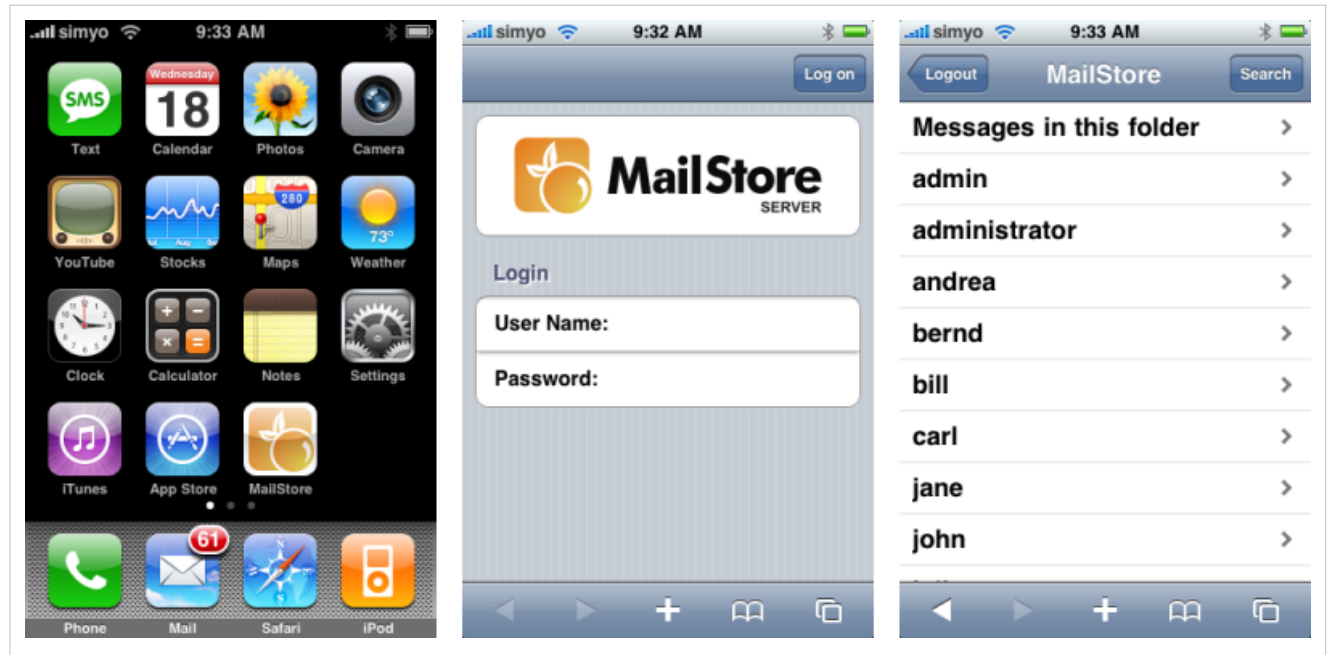 simyo 9:33 AM
Wednesday
SMS 18
Text Calendar Photos Camera
280
73°
YouTube Stocks Maps Weather
Clock Calculator Notes Settings
iTunes App Store MailStore
61
Phone Mail Safari iPod
simyo 9:32 AM
Log on
MailStore
SERVER
Login
User Name:
Password:
simyo 9:33 AM
Logout MailStore Search
Messages in this folder
admin
administrator
andrea
bernd
bill
carl
jane
john